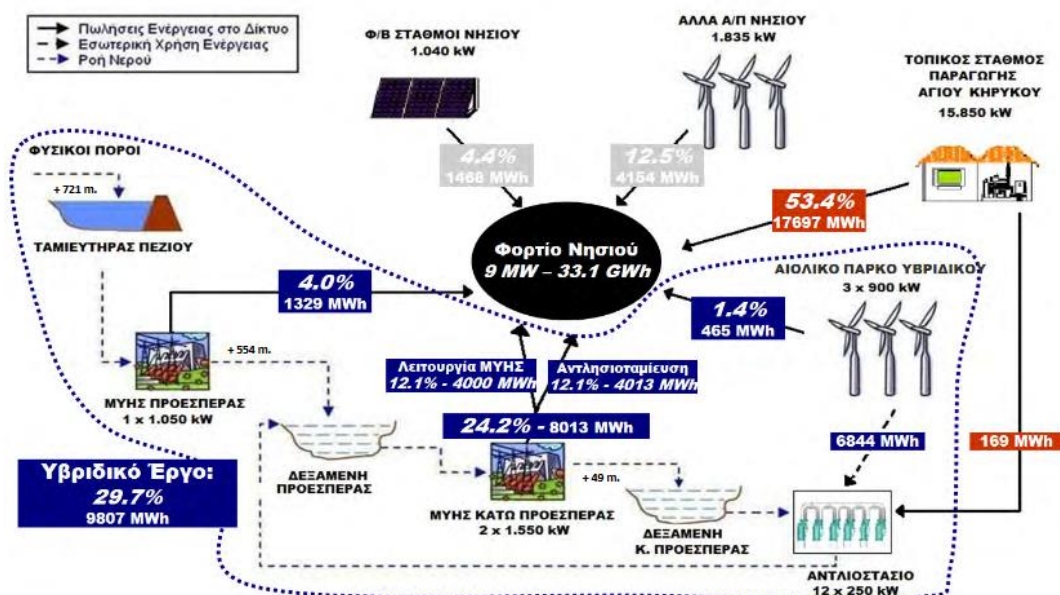 Πωλήσεις Ενέργειας στο Δίκτυο
Εσωτερική Χρήση Ενέργειας
Ροή Νερού
Φ/Β ΣΤΑΘΜΟΙ ΝΗΣΙΟΥ
1.040 kW
ΑΛΛΑ Α/Π ΝΗΣΙΟΥ
1.835 kW
ΤΟΠΙΚΟΣ ΣΤΑΘΜΟΣ
ΠΑΡΑΓΩΓΗΣ
ΑΓΙΟΥ ΚΗΡΥΚΟΥ
15.850 kW
4.4%
1468 MWh
12.5%
4154 MWh
53.4%
17697 MWh
ΦΥΣΙΚΟΙ ΠΟΡΟΙ
+ 721 m.
ΤΑΜΙΕΥΤΗΡΑΣ ΠΕΖΙΟΥ
Φορτίο Νησιού
9 MW – 33.1 GWh
4.0%
1329 MWh
ΑΙΟΛΙΚΟ ΠΑΡΚΟ ΥΒΡΙΔΙΚΟΥ
3 x 900 kW
1.4%
465 MWh
+ 554 m.
ΜΥΗΣ ΠΡΟΕΣΠΕΡΑΣ
1 x 1.050 kW
Λειτουργία ΜΥΗΣ
12.1% - 4000 MWh
Αντλησιοταμίευση
12.1% - 4013 MWh
24.2% - 8013 MWh
6844 MWh
169 MWh
Υβριδικό Έργο:
29.7%
9807 MWh
ΔΕΞΑΜΕΝΗ
ΠΡΟΕΣΠΕΡΑΣ
+ 49 m.
ΜΥΗΣ ΚΑΤΩ ΠΡΟΕΣΠΕΡΑΣ
2 x 1.550 kW
ΔΕΞΑΜΕΝΗ
Κ. ΠΡΟΕΣΠΕΡΑΣ
ΑΝΤΛΙΟΣΤΑΣΙΟ
12 x 250 kW